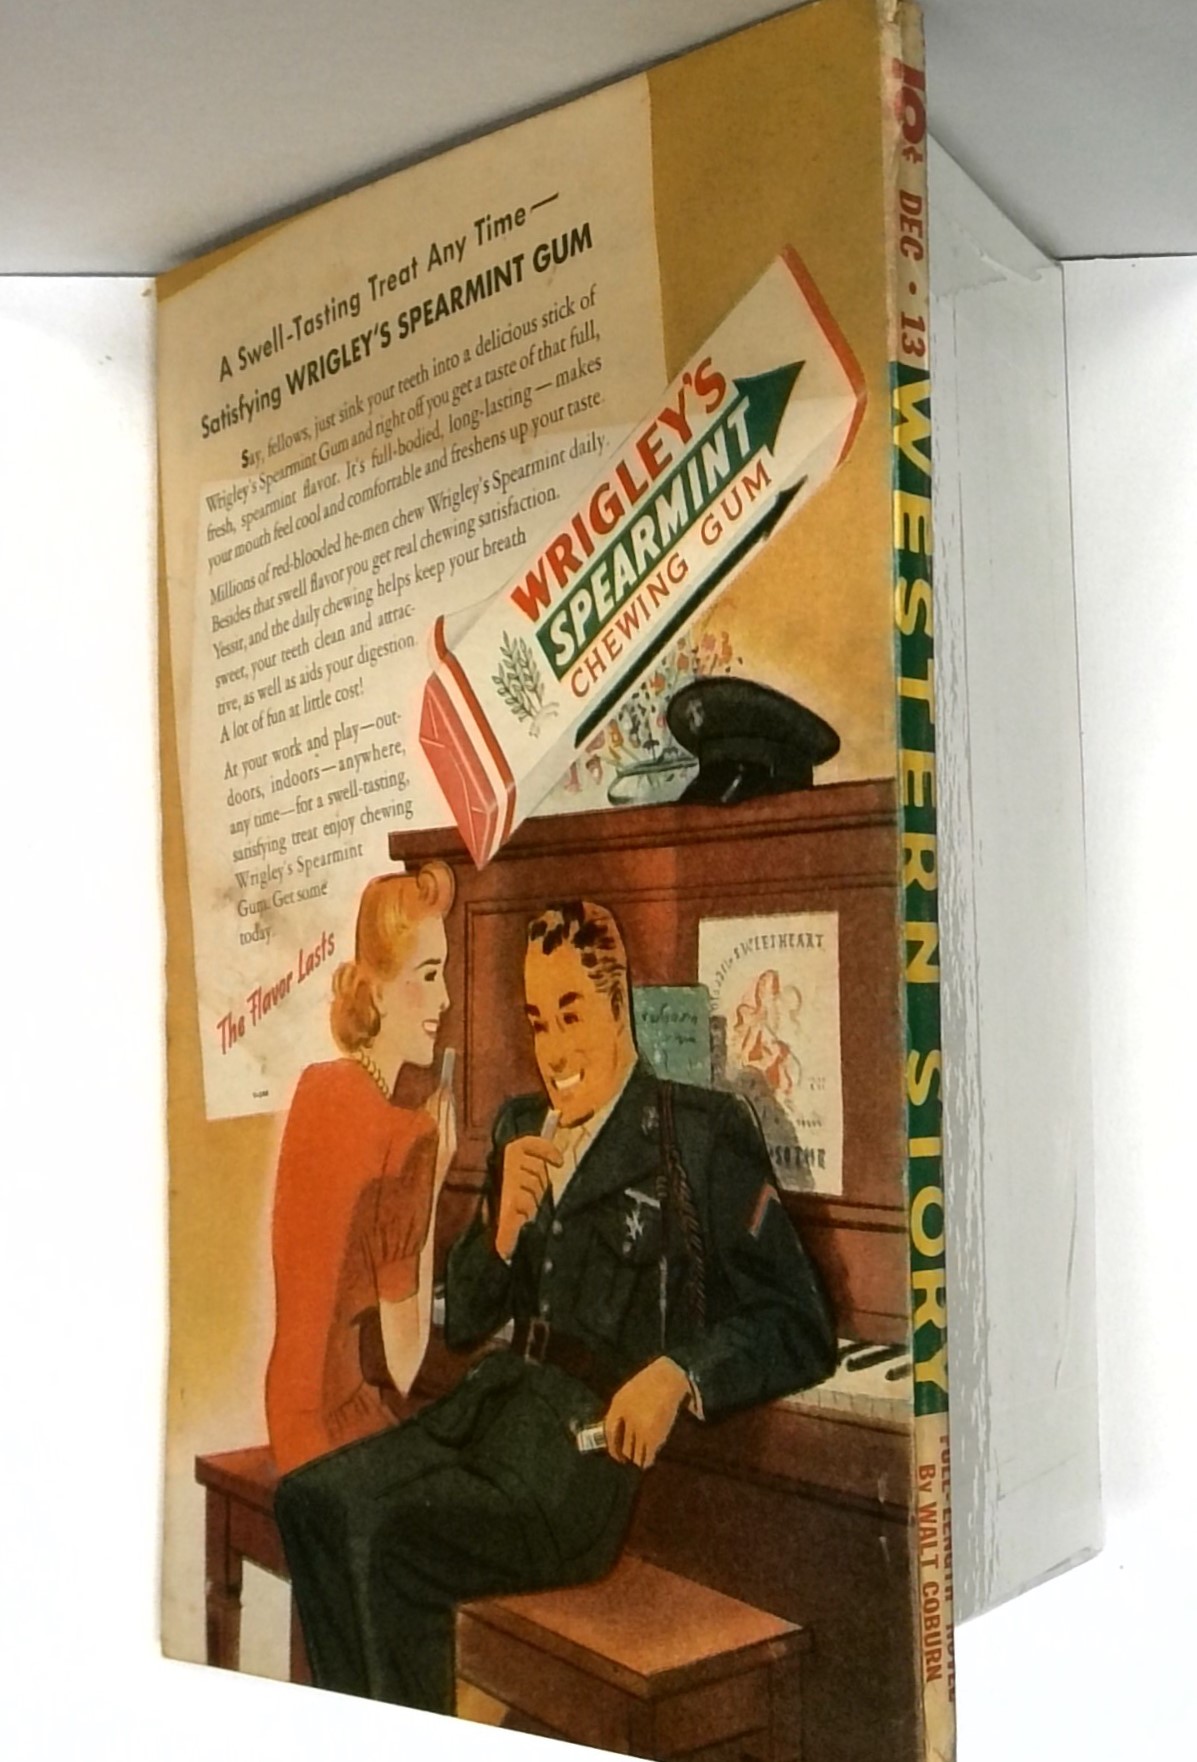 A Swell-Tasting Treat Any Time—
Satisfying WRIGLEY'S SPEARMINT GUM
Say, fellows, just sink your teeth into a delicious stick of
Wrigley's Spearmint Gum and right off you get a taste of that full,
fresh, spearmint flavor. It's full-bodied, long-lasting—makes
your mouth feel cool and comfortable and freshens up your taste.
Millions of red-blooded he-men chew Wrigley's Spearmint daily.
Besides that swell flavor you get real chewing satisfaction.
Yessir, and the daily chewing helps keep your breath
sweet, your teeth clean and attrac-
tive, as well as aids your digestion.
A lot of fun at little cost!
At your work and play—out-
doors, indoors—anywhere,
any time—for a swell-tasting,
satisfying treat enjoy chewing
Wrigley's Spearmint
Gum. Get some
today.
The Flavor Lasts
WRIGLEY'S
SPEARMINT
CHEWING GUM
SWEETHEART
10¢ DEC · 13
WESTERN STORY
FULL-LENGTH NOVEL
By WALT COBURN